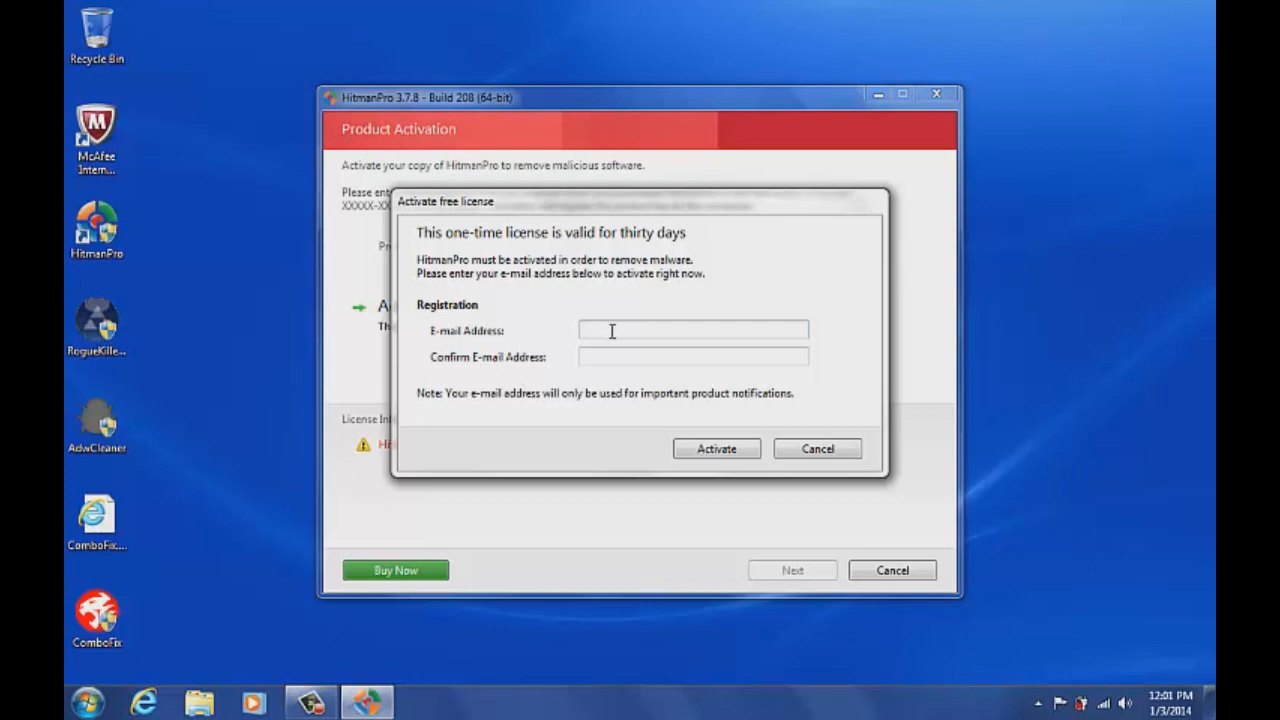 Recycle Bin
McAfee
Intern...
HitmanPro
RogueKille...
AdwCleaner
ComboFix....
ComboFix
HitmanPro 3.7.8 - Build 208 (64-bit)
Product Activation
Activate your copy of HitmanPro to remove malicious software.
Please
XXXXX-XX
Activate free license
This one-time license is valid for thirty days
HitmanPro must be activated in order to remove malware.
Please enter your e-mail address below to activate right now.
Registration
E-mail Address:
Confirm E-mail Address:
Note: Your e-mail address will only be used for important product notifications.
Activate
Cancel
License
Buy Now
Next
Cancel
12:01 PM
1/3/2014